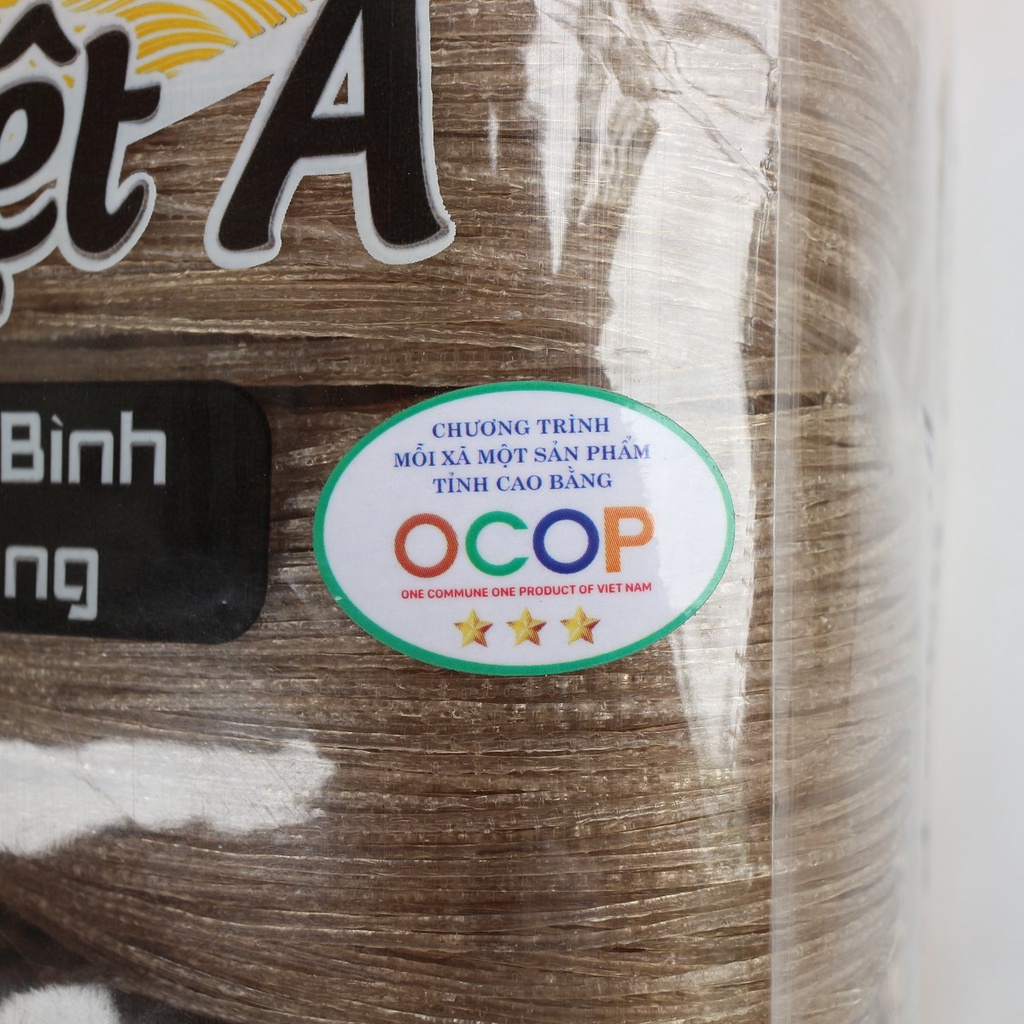 ệt Á
Bình
ng
CHƯƠNG TRÌNH
MỖI XÃ MỘT SẢN PHẨM
TỈNH CAO BẰNG
OCOP
ONE COMMUNE ONE PRODUCT OF VIET NAM